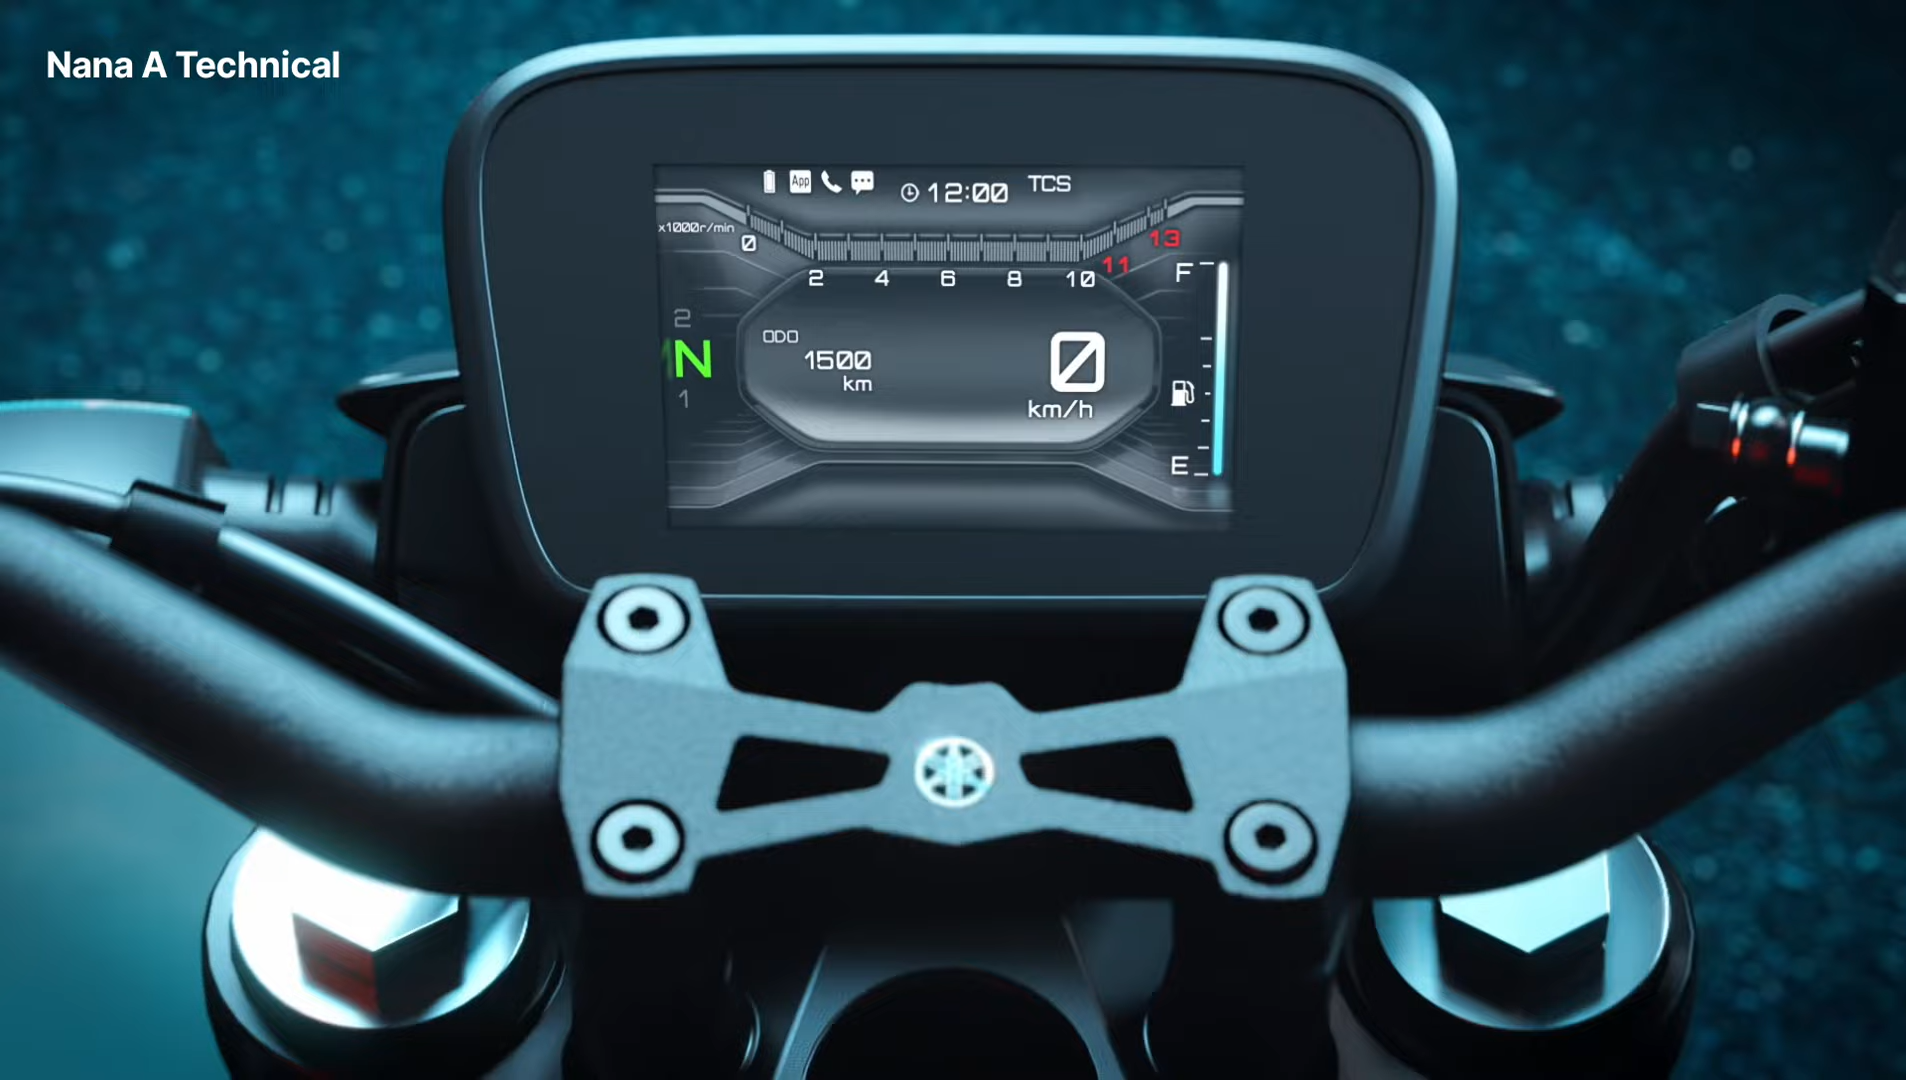 Nana A Technical
App
12:00
TCS
x1000r/min
0
2
4
6
8
10
11
13
F
2
N
1
ODO
1500
km
0
km/h
E